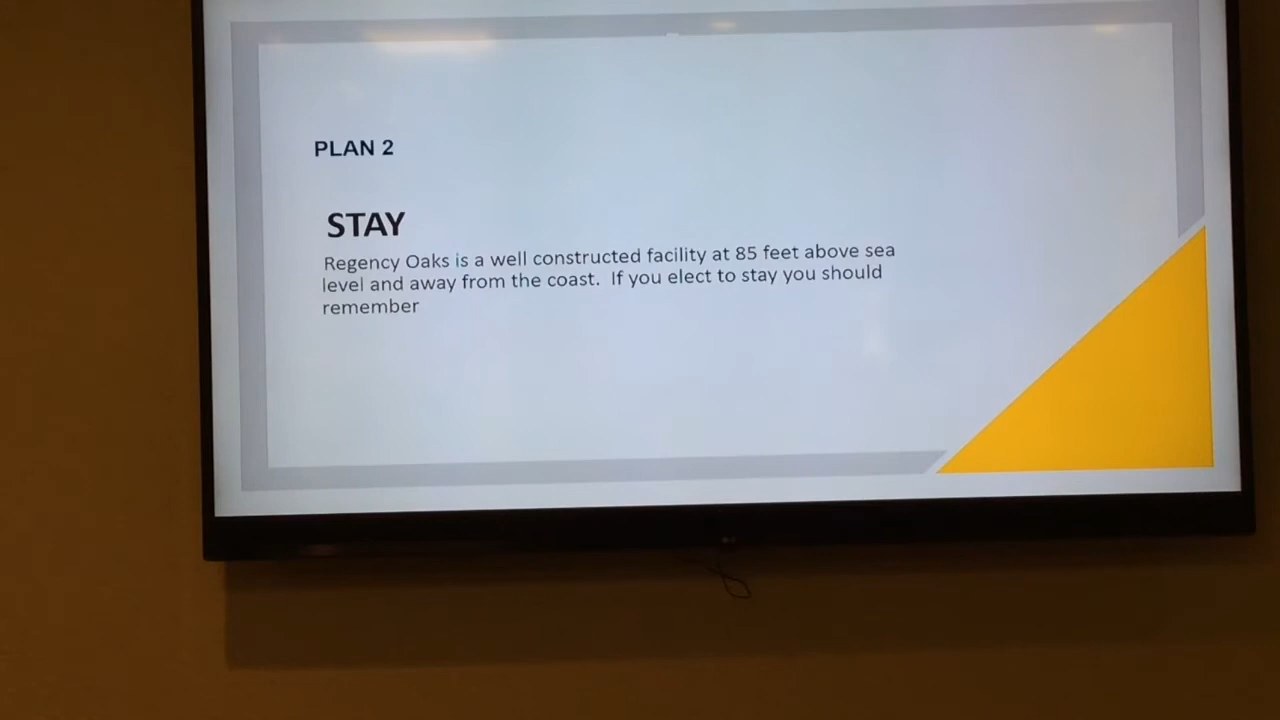 PLAN 2
STAY
Regency Oaks is a well constructed facility at 85 feet above sea
level and away from the coast.  If you elect to stay you should
remember